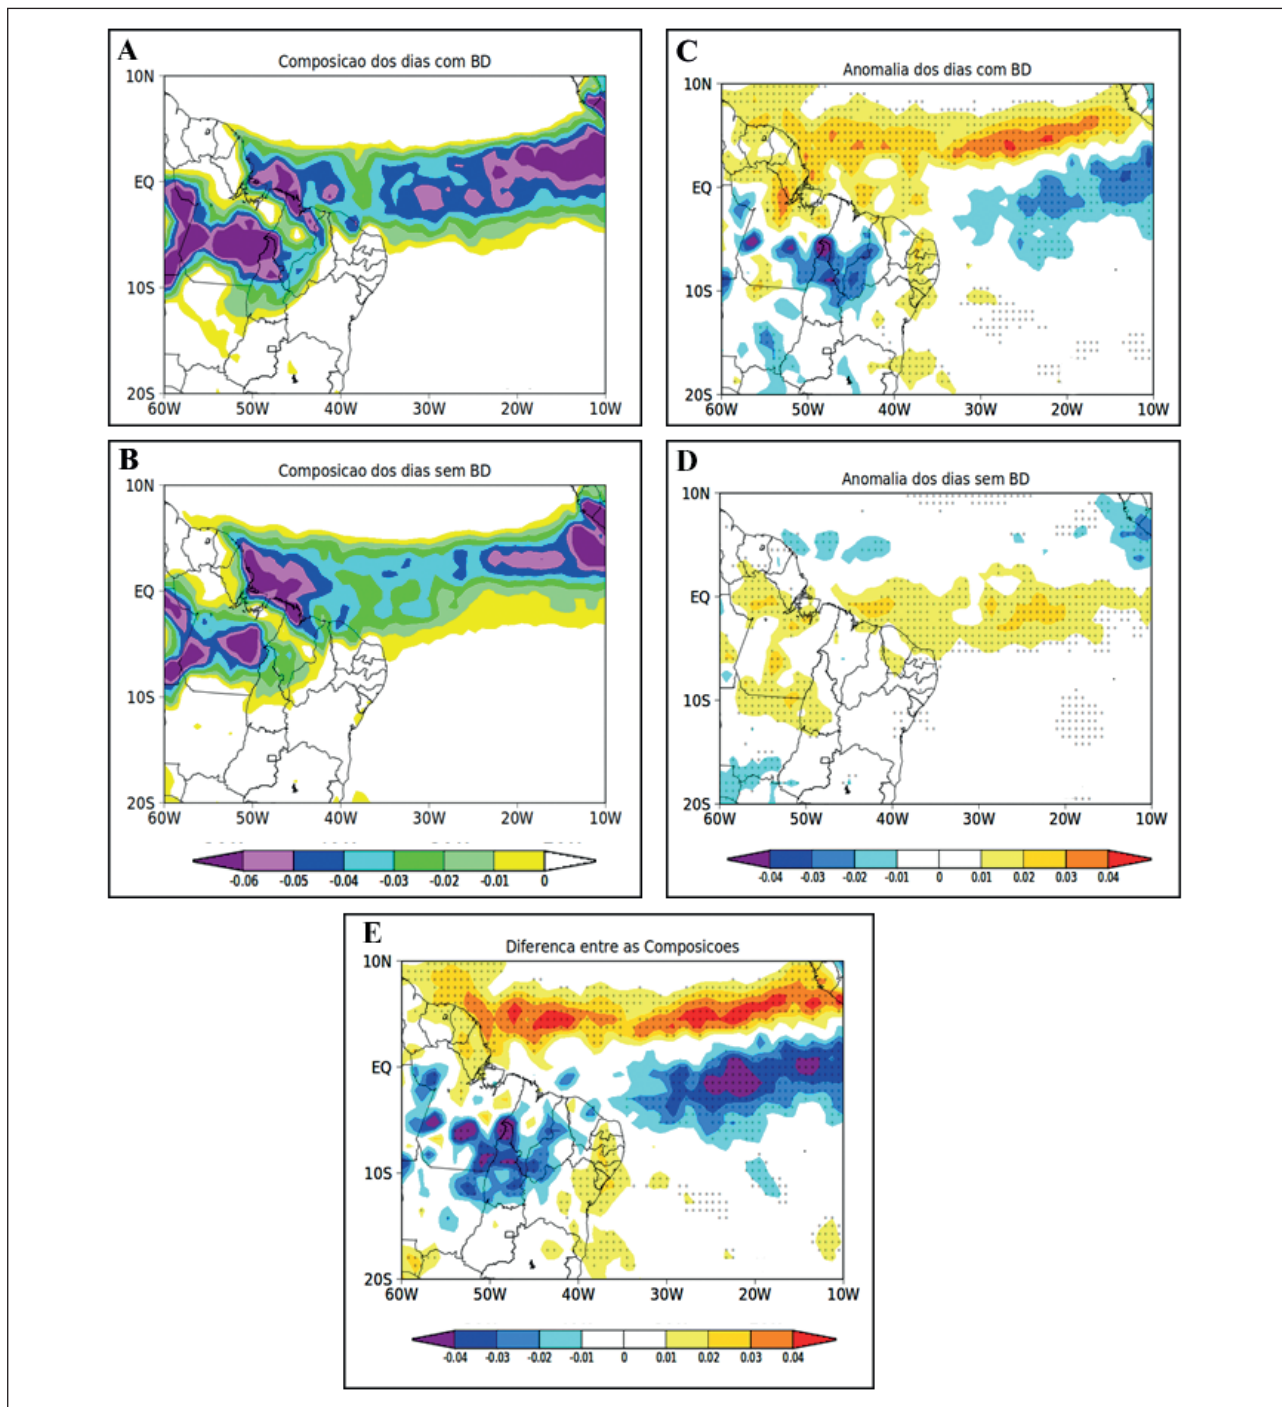 A
Composicao dos dias com BD
10N
EQ
10S
20S
60W 50W 40W 30W 20W 10W
C
Anomalia dos dias com BD
10N
EQ
10S
20S
60W 50W 40W 30W 20W 10W
B
Composicao dos dias sem BD
10N
EQ
10S
20S
60W 50W 40W 30W 20W 10W
-0.06 -0.05 -0.04 -0.03 -0.02 -0.01 0
D
Anomalia dos dias sem BD
10N
EQ
10S
20S
60W 50W 40W 30W 20W 10W
-0.04 -0.03 -0.02 -0.01 0 0.01 0.02 0.03 0.04
E
Diferenca entre as Composicoes
10N
EQ
10S
20S
60W 50W 40W 30W 20W 10W
-0.04 -0.03 -0.02 -0.01 0 0.01 0.02 0.03 0.04